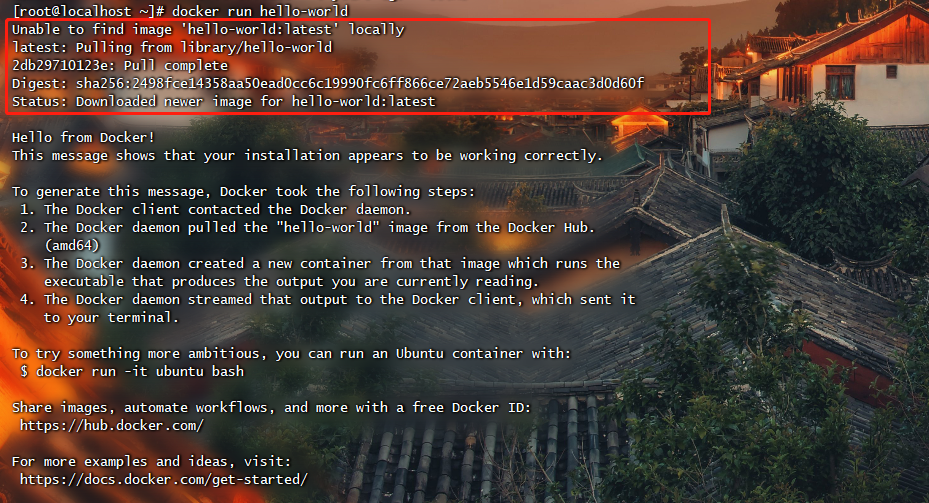 [root@localhost ~]# docker run hello-world
Unable to find image 'hello-world:latest' locally
latest: Pulling from library/hello-world
2db29710123e: Pull complete
Digest: sha256:2498fce14358aa50ead0cc6c19990fc6ff866ce72aeb5546e1d59caac3d0d60f
Status: Downloaded newer image for hello-world:latest
Hello from Docker!
This message shows that your installation appears to be working correctly.
To generate this message, Docker took the following steps:
1. The Docker client contacted the Docker daemon.
2. The Docker daemon pulled the "hello-world" image from the Docker Hub.
(amd64)
3. The Docker daemon created a new container from that image which runs the
executable that produces the output you are currently reading.
4. The Docker daemon streamed that output to the Docker client, which sent it
to your terminal.
To try something more ambitious, you can run an Ubuntu container with:
$ docker run -it ubuntu bash
Share images, automate workflows, and more with a free Docker ID:
https://hub.docker.com/
For more examples and ideas, visit:
https://docs.docker.com/get-started/